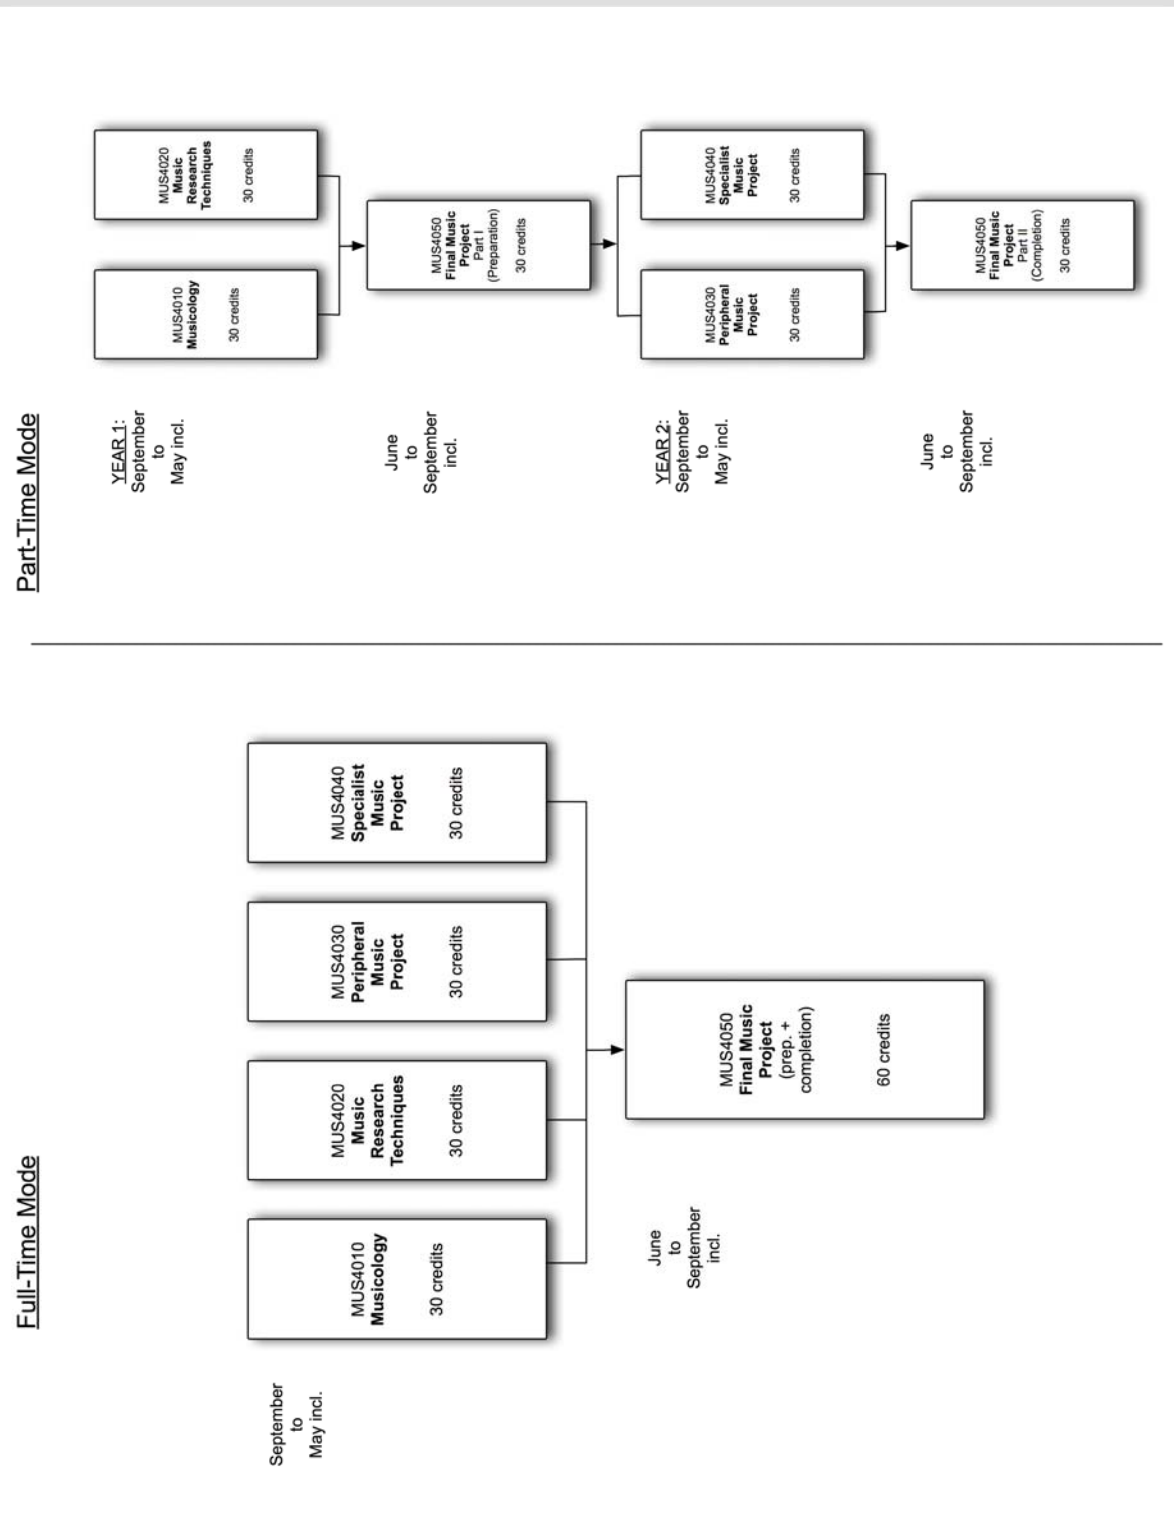 Full-Time Mode
September
to
May incl.
MUS4010
Musicology
30 credits
MUS4020
Music
Research
Techniques
30 credits
MUS4030
Peripheral
Music
Project
30 credits
MUS4040
Specialist
Music
Project
30 credits
June
to
September
incl.
MUS4050
Final Music
Project
(prep. +
completion)
60 credits
Part-Time Mode
YEAR 1:
September
to
May incl.
MUS4010
Musicology
30 credits
MUS4020
Music
Research
Techniques
30 credits
June
to
September
incl.
MUS4050
Final Music
Project
Part I
(Preparation)
30 credits
YEAR 2:
September
to
May incl.
MUS4030
Peripheral
Music
Project
30 credits
MUS4040
Specialist
Music
Project
30 credits
June
to
September
incl.
MUS4050
Final Music
Project
Part II
(Completion)
30 credits